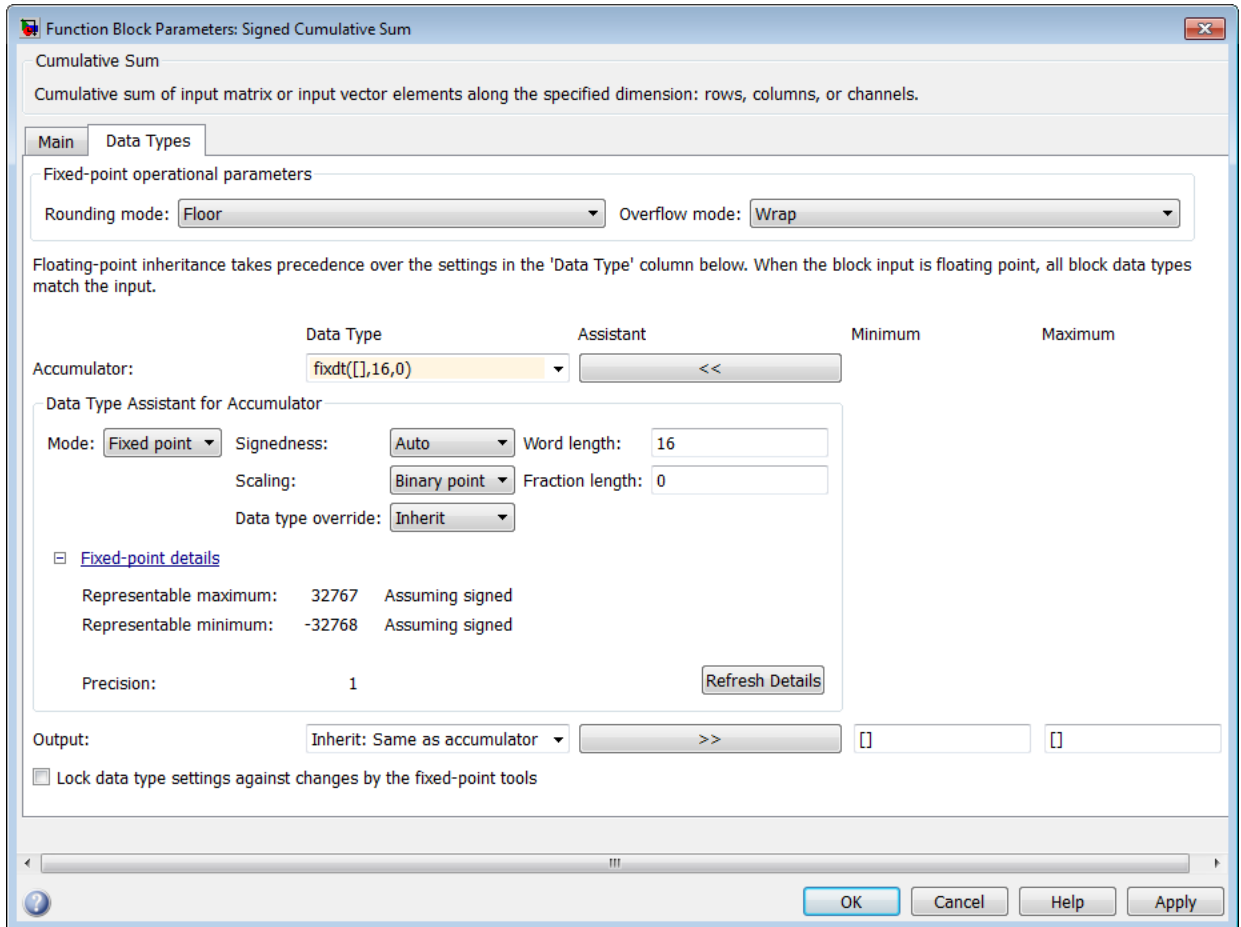 Function Block Parameters: Signed Cumulative Sum
Cumulative Sum
Cumulative sum of input matrix or input vector elements along the specified dimension: rows, columns, or channels.
Main Data Types
Fixed-point operational parameters
Rounding mode: Floor Overflow mode: Wrap
Floating-point inheritance takes precedence over the settings in the 'Data Type' column below. When the block input is floating point, all block data types
match the input.
Data Type Assistant Minimum Maximum
Accumulator: fixdt([],16,0) <<
Data Type Assistant for Accumulator
Mode: Fixed point Signedness: Auto Word length: 16
Scaling: Binary point Fraction length: 0
Data type override: Inherit
Fixed-point details
Representable maximum: 32767 Assuming signed
Representable minimum: -32768 Assuming signed
Precision: 1 Refresh Details
Output: Inherit: Same as accumulator >> [] []
Lock data type settings against changes by the fixed-point tools
? OK Cancel Help Apply